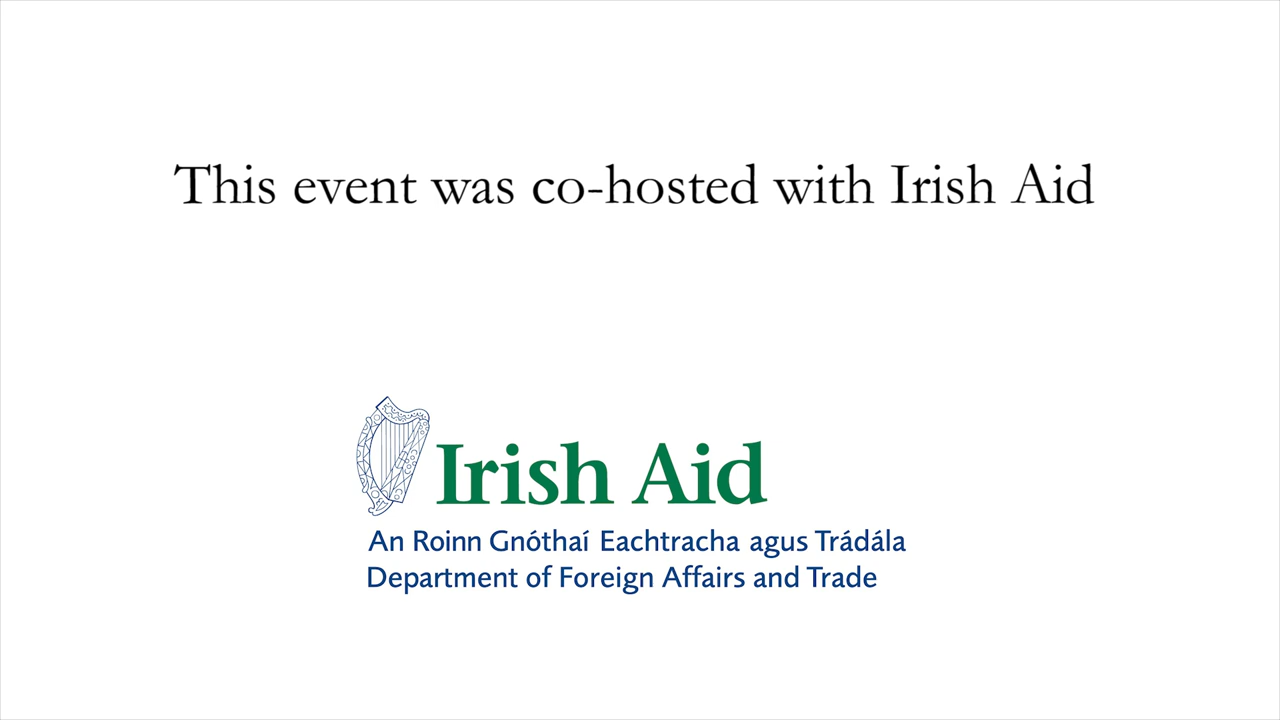 This event was co-hosted with Irish Aid
Irish Aid
An Roinn Gnóthaí Eachtracha agus Trádála
Department of Foreign Affairs and Trade